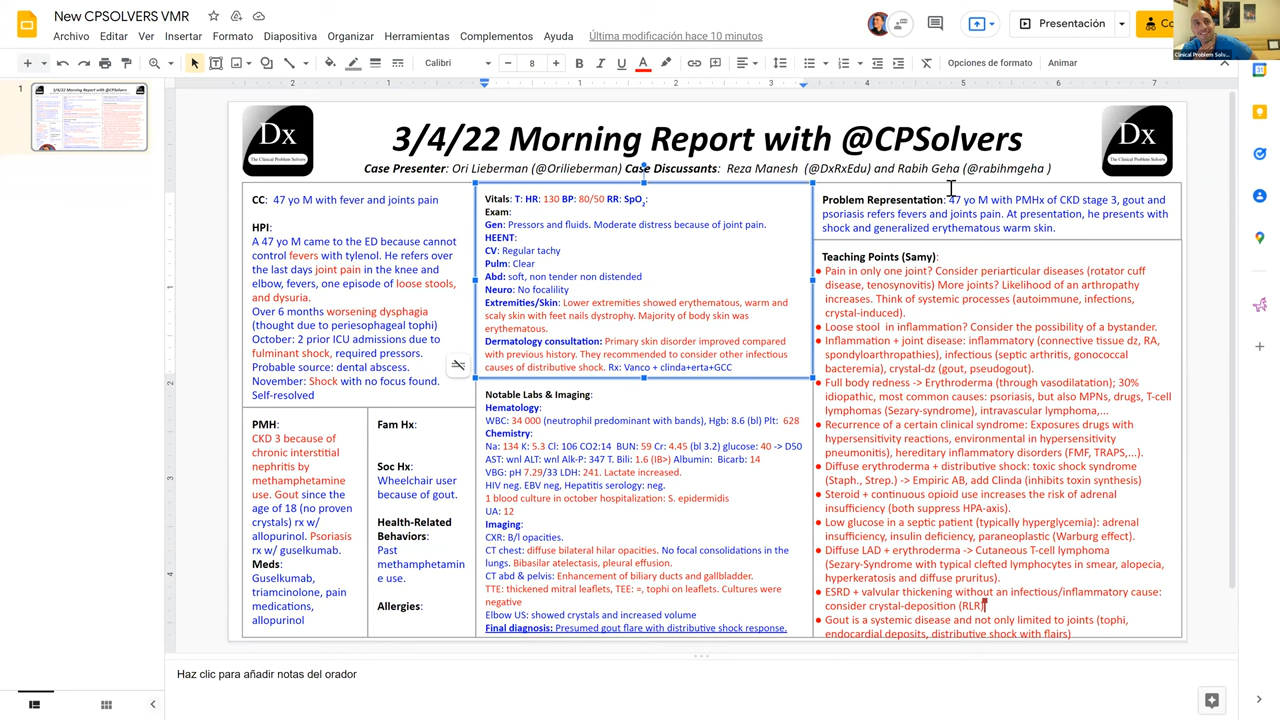 New CPSOLVERS VMR
Archivo Editar Ver Insertar Formato Diapositiva Organizar Herramientas Complementos Ayuda Última modificación hace 10 minutos
Presentación
Co
Clinical Problem Solv...
Calibri
Opciones de formato Animar
1
3/4/22 Morning Report with @CPSolvers
Case Presenter: Ori Lieberman (@Orilieberman) Case Discussants: Reza Manesh (@DxRxEdu) and Rabih Geha (@rabihmgeha )
Dx
The Clinical Problem Solvers
Dx
The Clinical Problem Solvers
CC: 47 yo M with fever and joints pain
HPI:
A 47 yo M came to the ED because cannot
control fevers with tylenol. He refers over
the last days joint pain in the knee and
elbow, fevers, one episode of loose stools,
and dysuria.
Over 6 months worsening dysphagia
(thought due to periesophageal tophi)
October: 2 prior ICU admissions due to
fulminant shock, required pressors.
Probable source: dental abscess.
November: Shock with no focus found.
Self-resolved
PMH:
CKD 3 because of
chronic interstitial
nephritis by
methamphetamine
use. Gout since the
age of 18 (no proven
crystals) rx w/
allopurinol. Psoriasis
rx w/ guselkumab.
Meds:
Guselkumab,
triamcinolone, pain
medications,
allopurinol
Fam Hx:
Soc Hx:
Wheelchair user
because of gout.
Health-Related
Behaviors:
Past
methamphetamin
e use.
Allergies:
Vitals: T: HR: 130 BP: 80/50 RR: SpO2:
Exam:
Gen: Pressors and fluids. Moderate distress because of joint pain.
HEENT:
CV: Regular tachy
Pulm: Clear
Abd: soft, non tender non distended
Neuro: No focality
Extremities/Skin: Lower extremities showed erythematous, warm and
scaly skin with feet nails dystrophy. Majority of body skin was
erythematous.
Dermatology consultation: Primary skin disorder improved compared
with previous history. They recommended to consider other infectious
causes of distributive shock. Rx: Vanco + clinda+erta+GCC
Notable Labs & Imaging:
Hematology:
WBC: 34 000 (neutrophil predominant with bands), Hgb: 8.6 (bl) Plt: 628
Chemistry:
Na: 134 K: 5.3 Cl: 106 CO2:14 BUN: 59 Cr: 4.45 (bl 3.2) glucose: 40 -> D50
AST: wnl ALT: wnl Alk-P: 347 T. Bili: 1.6 (IB>) Albumin: Bicarb: 14
VBG: pH 7.29/33 LDH: 241. Lactate increased.
HIV neg. EBV neg, Hepatitis serology: neg.
1 blood culture in october hospitalization: S. epidermidis
UA: 12
Imaging:
CXR: B/l opacities.
CT chest: diffuse bilateral hilar opacities. No focal consolidations in the
lungs. Bibasilar atelectasis, pleural effusion.
CT abd & pelvis: Enhancement of biliary ducts and gallbladder.
TTE: thickened mitral leaflets, TEE: =, tophi on leaflets. Cultures were
negative
Elbow US: showed crystals and increased volume
Final diagnosis: Presumed gout flare with distributive shock response.
Problem Representation: 47 yo M with PMHx of CKD stage 3, gout and
psoriasis refers fevers and joints pain. At presentation, he presents with
shock and generalized erythematous warm skin.
Teaching Points (Samy):
Pain in only one joint? Consider periarticular diseases (rotator cuff
disease, tenosynovitis) More joints? Likelihood of an arthropathy
increases. Think of systemic processes (autoimmune, infections,
crystal-induced).
Loose stool in inflammation? Consider the possibility of a bystander.
Inflammation + joint disease: inflammatory (connective tissue dz, RA,
spondyloarthropathies), infectious (septic arthritis, gonococcal
bacteremia), crystal-dz (gout, pseudogout).
Full body redness -> Erythroderma (through vasodilatation); 30%
idiopathic, most common causes: psoriasis, but also MPNs, drugs, T-cell
lymphomas (Sezary-syndrome), intravascular lymphoma,...
Recurrence of a certain clinical syndrome: Exposures drugs with
hypersensitivity reactions, environmental in hypersensitivity
pneumonitis), hereditary inflammatory disorders (FMF, TRAPS,...).
Diffuse erythroderma + distributive shock: toxic shock syndrome
(Staph., Strep.) -> Empiric AB, add Clinda (inhibits toxin synthesis)
Steroid + continuous opioid use increases the risk of adrenal
insufficiency (both suppress HPA-axis).
Low glucose in a septic patient (typically hyperglycemia): adrenal
insufficiency, insulin deficiency, paraneoplastic (Warburg effect).
Diffuse LAD + erythroderma -> Cutaneous T-cell lymphoma
(Sezary-Syndrome with typical clefted lymphocytes in smear, alopecia,
hyperkeratosis and diffuse pruritus).
ESRD + valvular thickening without an infectious/inflammatory cause:
consider crystal-deposition (RLR)
Gout is a systemic disease and not only limited to joints (tophi,
endocardial deposits, distributive shock with flairs)
Haz clic para añadir notas del orador